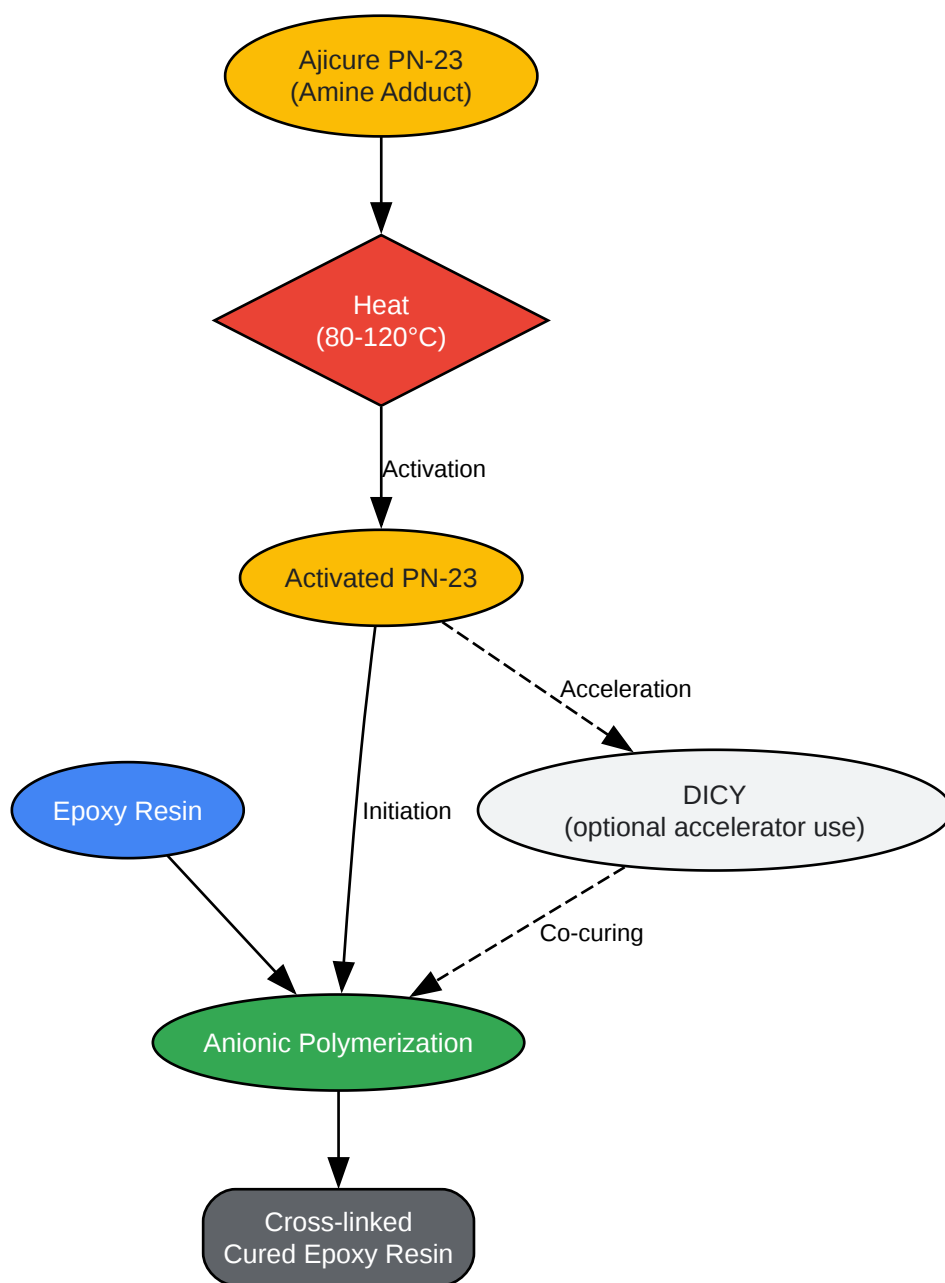 Ajicure PN-23
(Amine Adduct)
Heat
(80-120°C)
Activation
Activated PN-23
Acceleration
DICY
(optional accelerator use)
Epoxy Resin
Initiation
Co-curing
Anionic Polymerization
Cross-linked
Cured Epoxy Resin